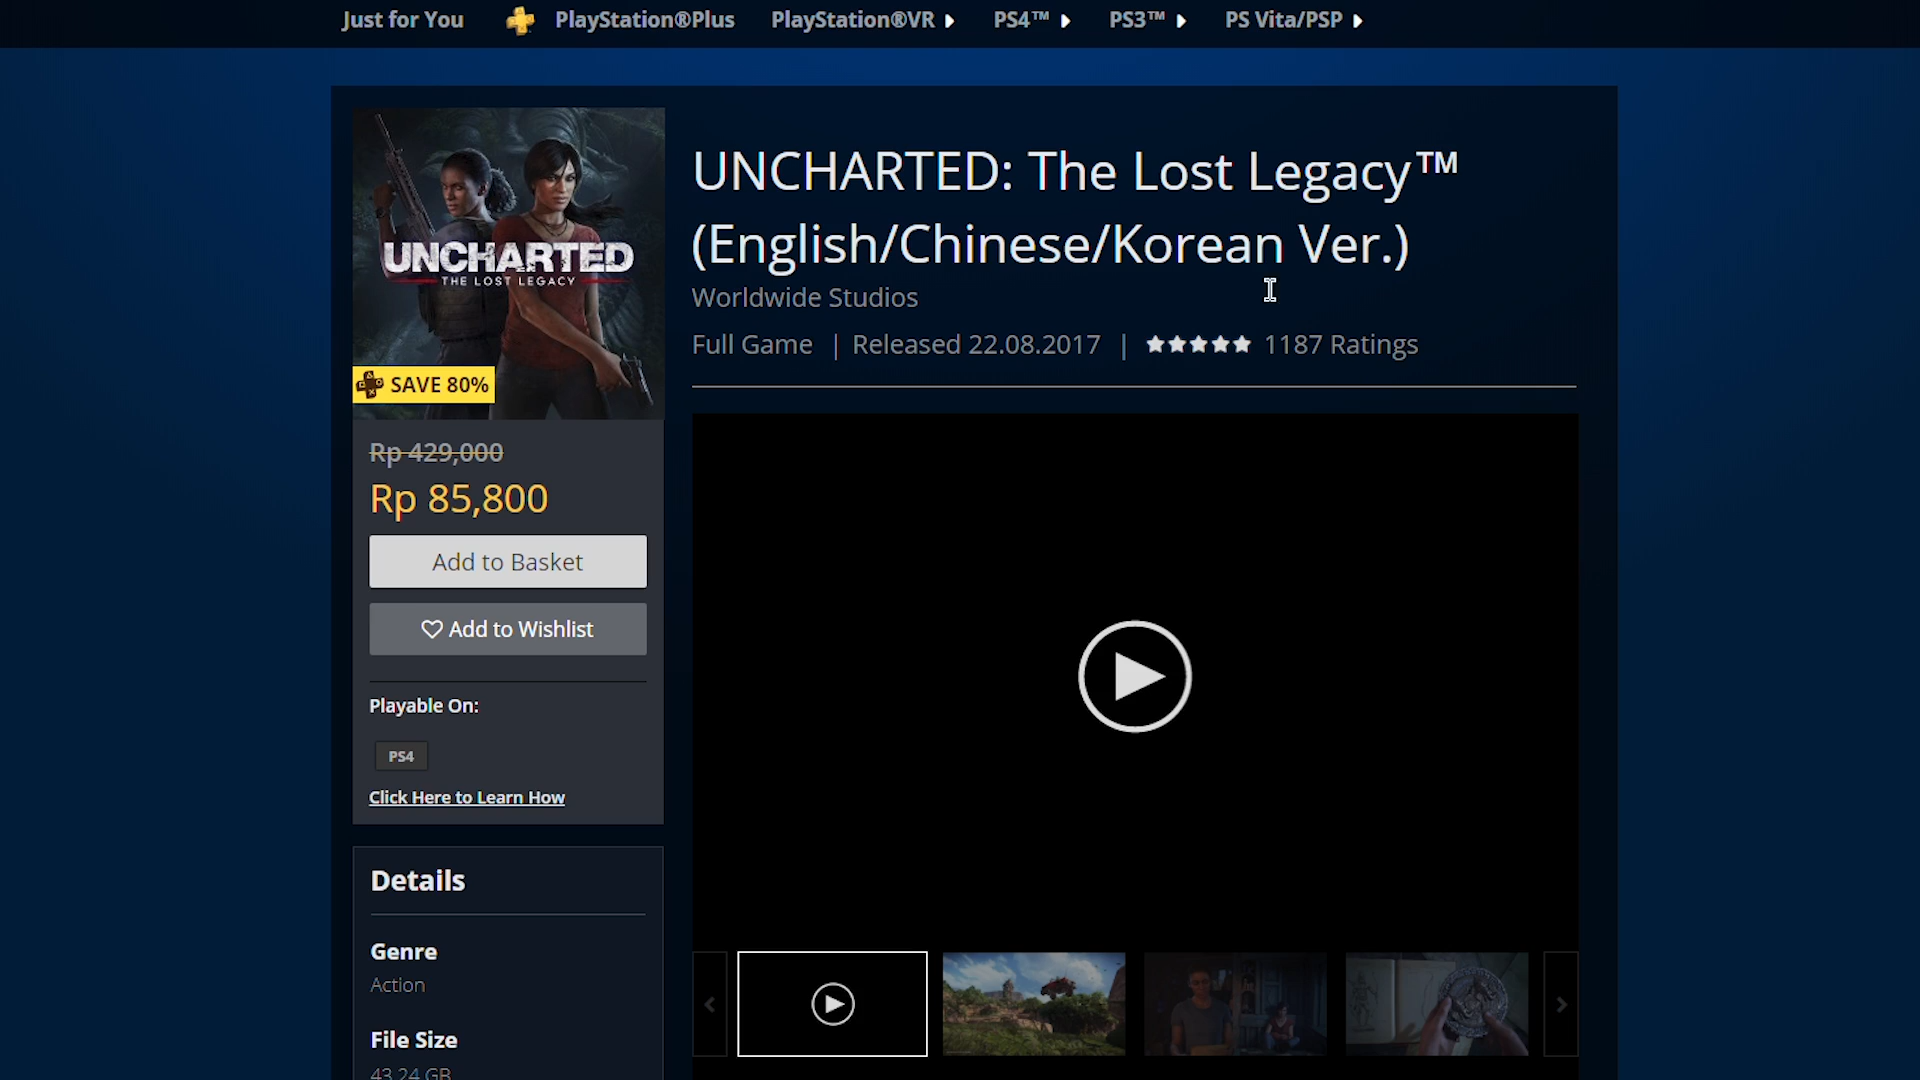 Just for You
PlayStation®Plus
PlayStation®VR
PS4™
PS3™
PS Vita/PSP
UNCHARTED
THE LOST LEGACY
SAVE 80%
Rp 429,000
Rp 85,800
Add to Basket
Add to Wishlist
Playable On:
PS4
Click Here to Learn How
Details
Genre
Action
File Size
43.24 GB
UNCHARTED: The Lost Legacy™
(English/Chinese/Korean Ver.)
Worldwide Studios
Full Game | Released 22.08.2017 | ★★★★★ 1187 Ratings